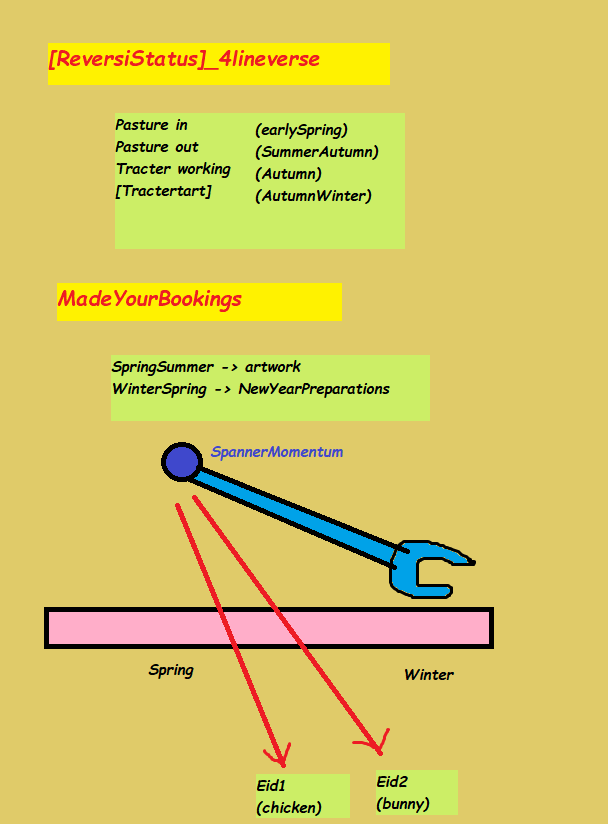 [ReversiStatus]_4lineverse
Pasture in (earlySpring)
Pasture out (SummerAutumn)
Tracter working (Autumn)
[Tractertart] (AutumnWinter)
MadeYourBookings
SpringSummer -> artwork
WinterSpring -> NewYearPreparations
SpannerMomentum
Spring Winter
Eid1
(chicken)
Eid2
(bunny)